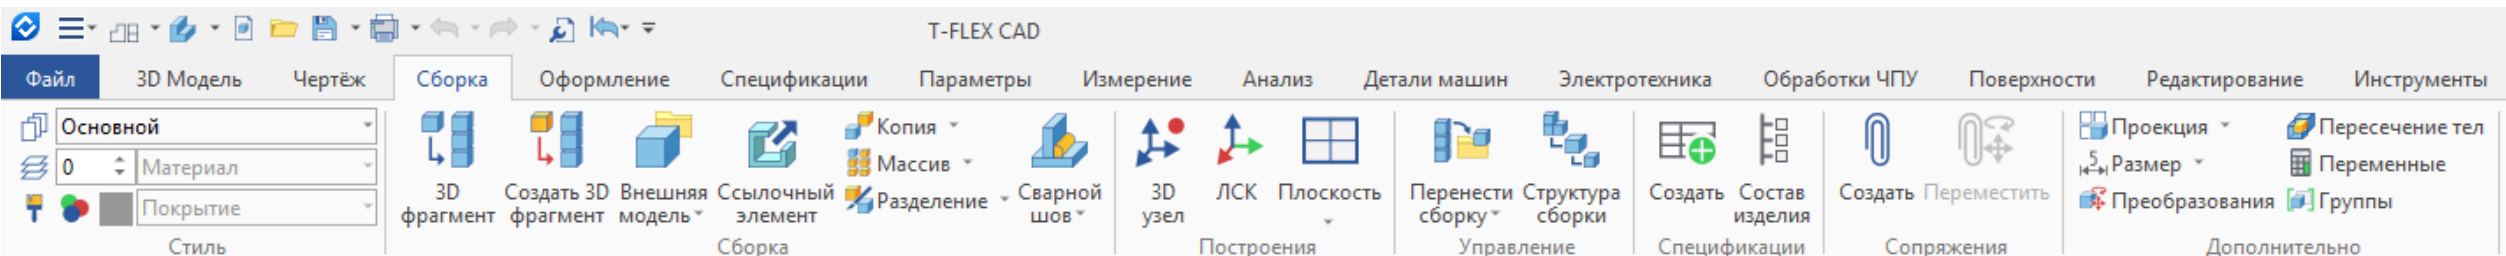 T-FLEX CAD
Файл 3D Модель Чертёж Сборка Оформление Спецификации Параметры Измерение Анализ Детали машин Электротехника Обработки ЧПУ Поверхности Редактирование Инструменты
Основной
0 Материал
Покрытие
Стиль
3D
фрагмент
Создать 3D
фрагмент
Внешняя
модель
Ссылочный
элемент
Копия
Массив
Разделение
Сварной
шов
Сборка
3D
узел
ЛСК
Плоскость
Построения
Перенести
сборку
Структура
сборки
Управление
Создать
Состав
изделия
Спецификации
Создать
Переместить
Сопряжения
Проекция
5 Размер
Преобразования
Пересечение тел
Переменные
Группы
Дополнительно